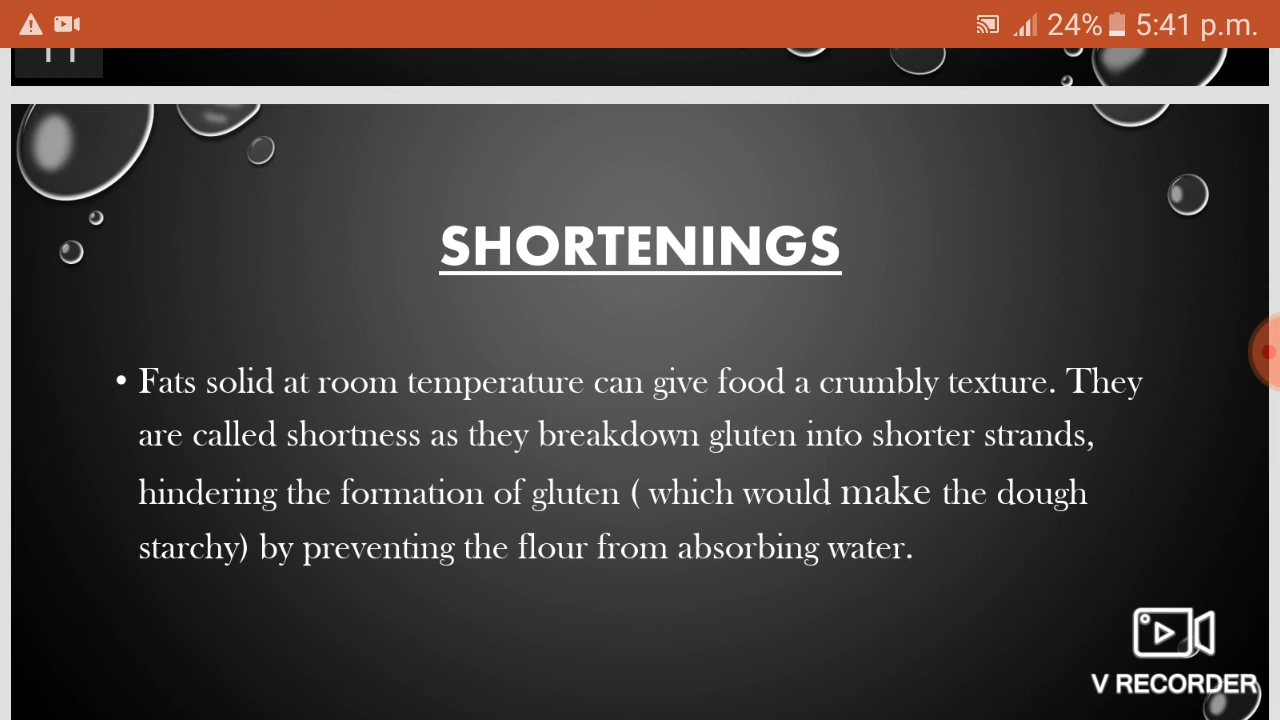 24% 5:41 p.m.
SHORTENINGS
• Fats solid at room temperature can give food a crumbly texture. They
are called shortness as they breakdown gluten into shorter strands,
hindering the formation of gluten ( which would make the dough
starchy) by preventing the flour from absorbing water.
V RECORDER